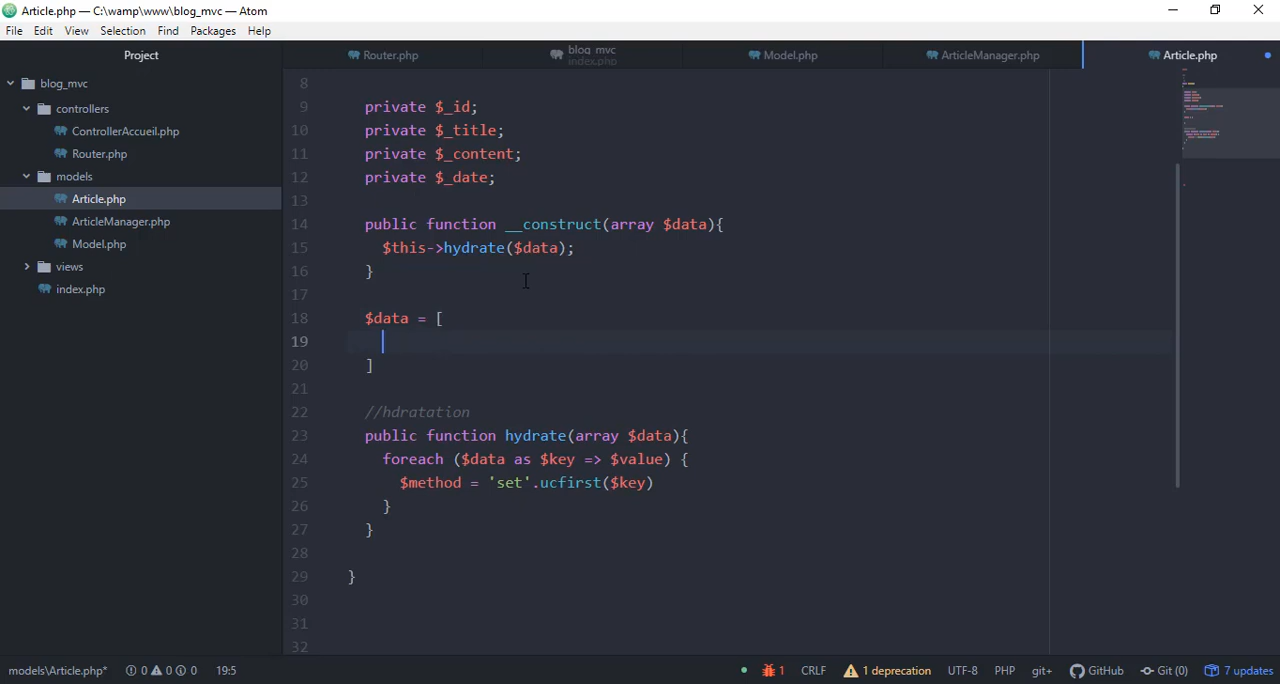 Article.php — C:\wamp\www\blog_mvc — Atom
File Edit View Selection Find Packages Help
Project
Router.php
blog_mvc
index.php
Model.php
ArticleManager.php
Article.php
blog_mvc
controllers
ControllerAccueil.php
Router.php
models
Article.php
ArticleManager.php
Model.php
views
index.php
8
9 private $_id;
10 private $_title;
11 private $_content;
12 private $_date;
13
14 public function __construct(array $data){
15 $this->hydrate($data);
16 }
17
18 $data = [
19
20 ]
21
22 //hdratation
23 public function hydrate(array $data){
24 foreach ($data as $key => $value) {
25 $method = 'set'.ucfirst($key)
26 }
27 }
28
29 }
30
31
32
models\Article.php* 0 0 0 19:5 1 CRLF 1 deprecation UTF-8 PHP git+ GitHub Git (0) 7 updates